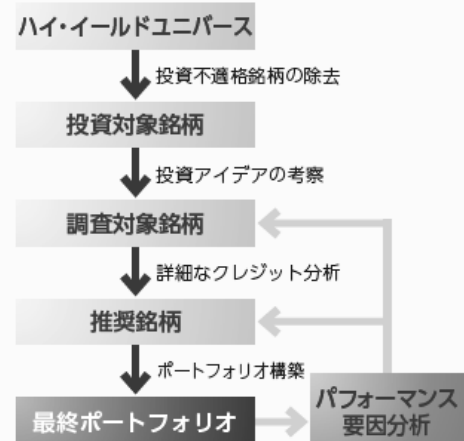 ハイ・イールドユニバース
投資不適格銘柄の除去
投資対象銘柄
投資アイデアの考察
調査対象銘柄
詳細なクレジット分析
推奨銘柄
ポートフォリオ構築
最終ポートフォリオ
パフォーマンス
要因分析